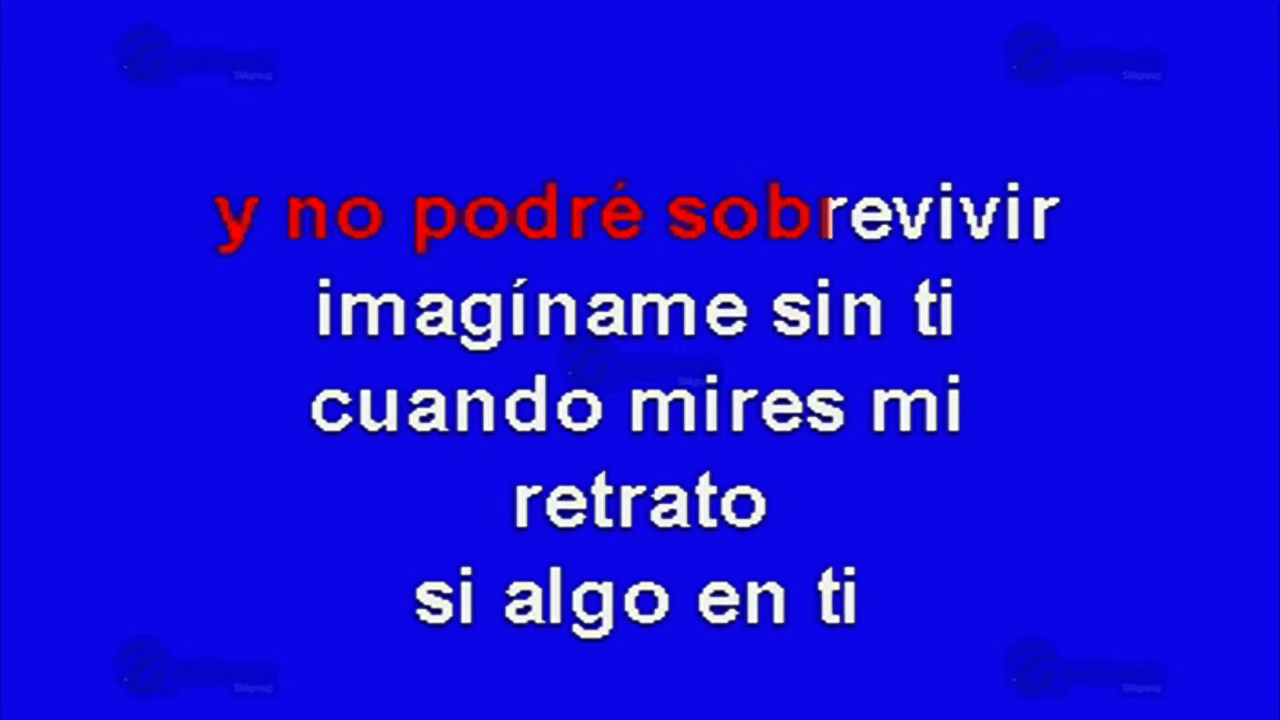 y no podré sobrevivir
imagíname sin ti
cuando mires mi
retrato
si algo en ti